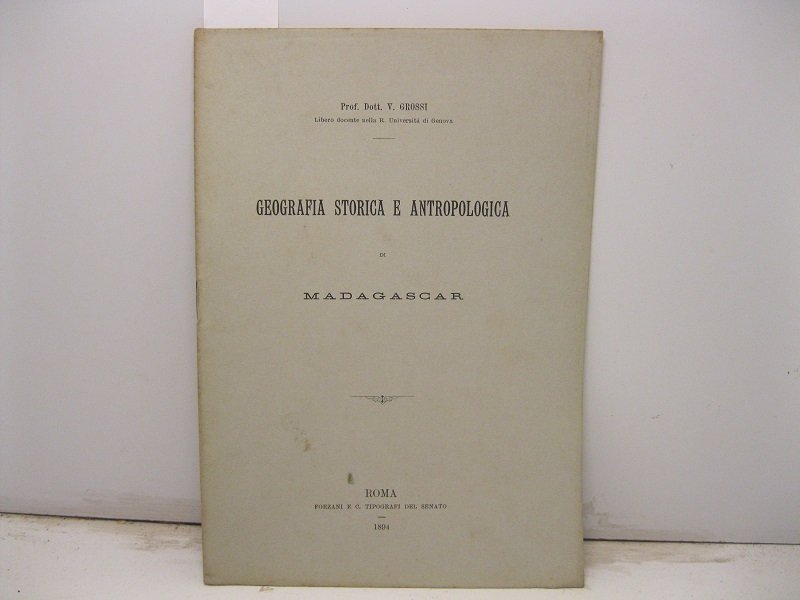 Prof. Dott. V. GROSSI
Libero docente nella R. Università di Genova
GEOGRAFIA STORICA E ANTROPOLOGICA
DI
MADAGASCAR
ROMA
FORZANI E C. TIPOGRAFI DEL SENATO
1894